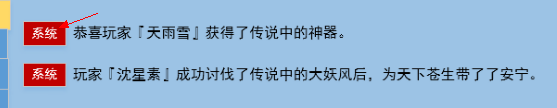 系统 恭喜玩家『天雨雪』获得了传说中的神器。
系统 玩家『沈星素』成功讨伐了传说中的大妖风后，为天下苍生带了了安宁。